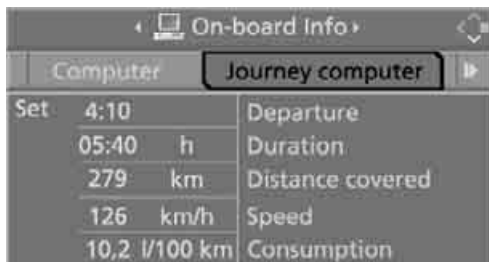 On-board Info
Computer Journey computer
Set 4:10 Departure
05:40 h Duration
279 km Distance covered
126 km/h Speed
10,2 l/100 km Consumption